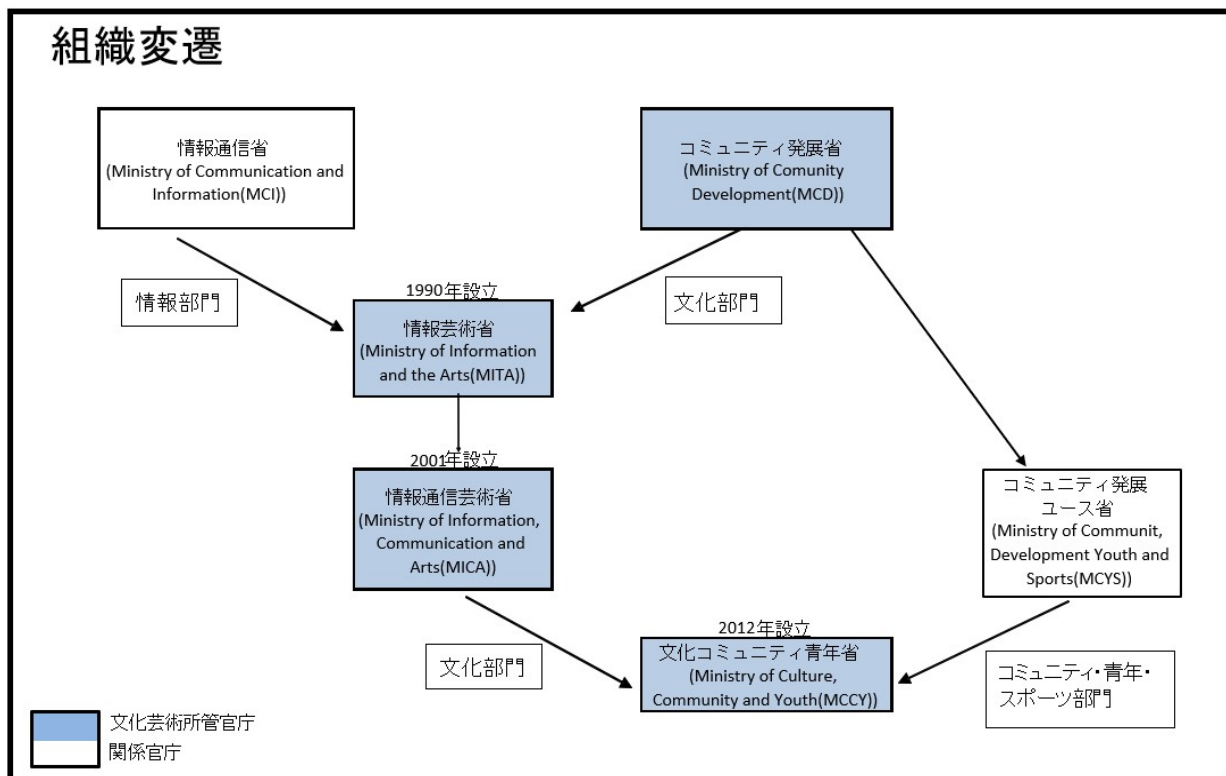 組織変遷
情報通信省
(Ministry of Communication and
Information(MCI))
コミュニティ発展省
(Ministry of Comunity
Development(MCD))
情報部門
文化部門
1990年設立
情報芸術省
(Ministry of Information
and the Arts(MITA))
2001年設立
情報通信芸術省
(Ministry of Information,
Communication and
Arts(MICA))
コミュニティ発展
ユース省
(Ministry of Communit,
Development Youth and
Sports(MCYS))
文化部門
2012年設立
文化コミュニティ青年省
(Ministry of Culture,
Community and Youth(MCCY))
コミュニティ・青年・
スポーツ部門
文化芸術所管官庁
関係官庁